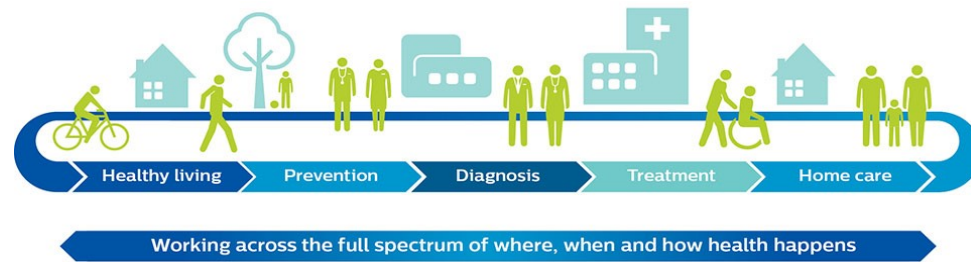 Healthy living
Prevention
Diagnosis
Treatment
Home care
Working across the full spectrum of where, when and how health happens